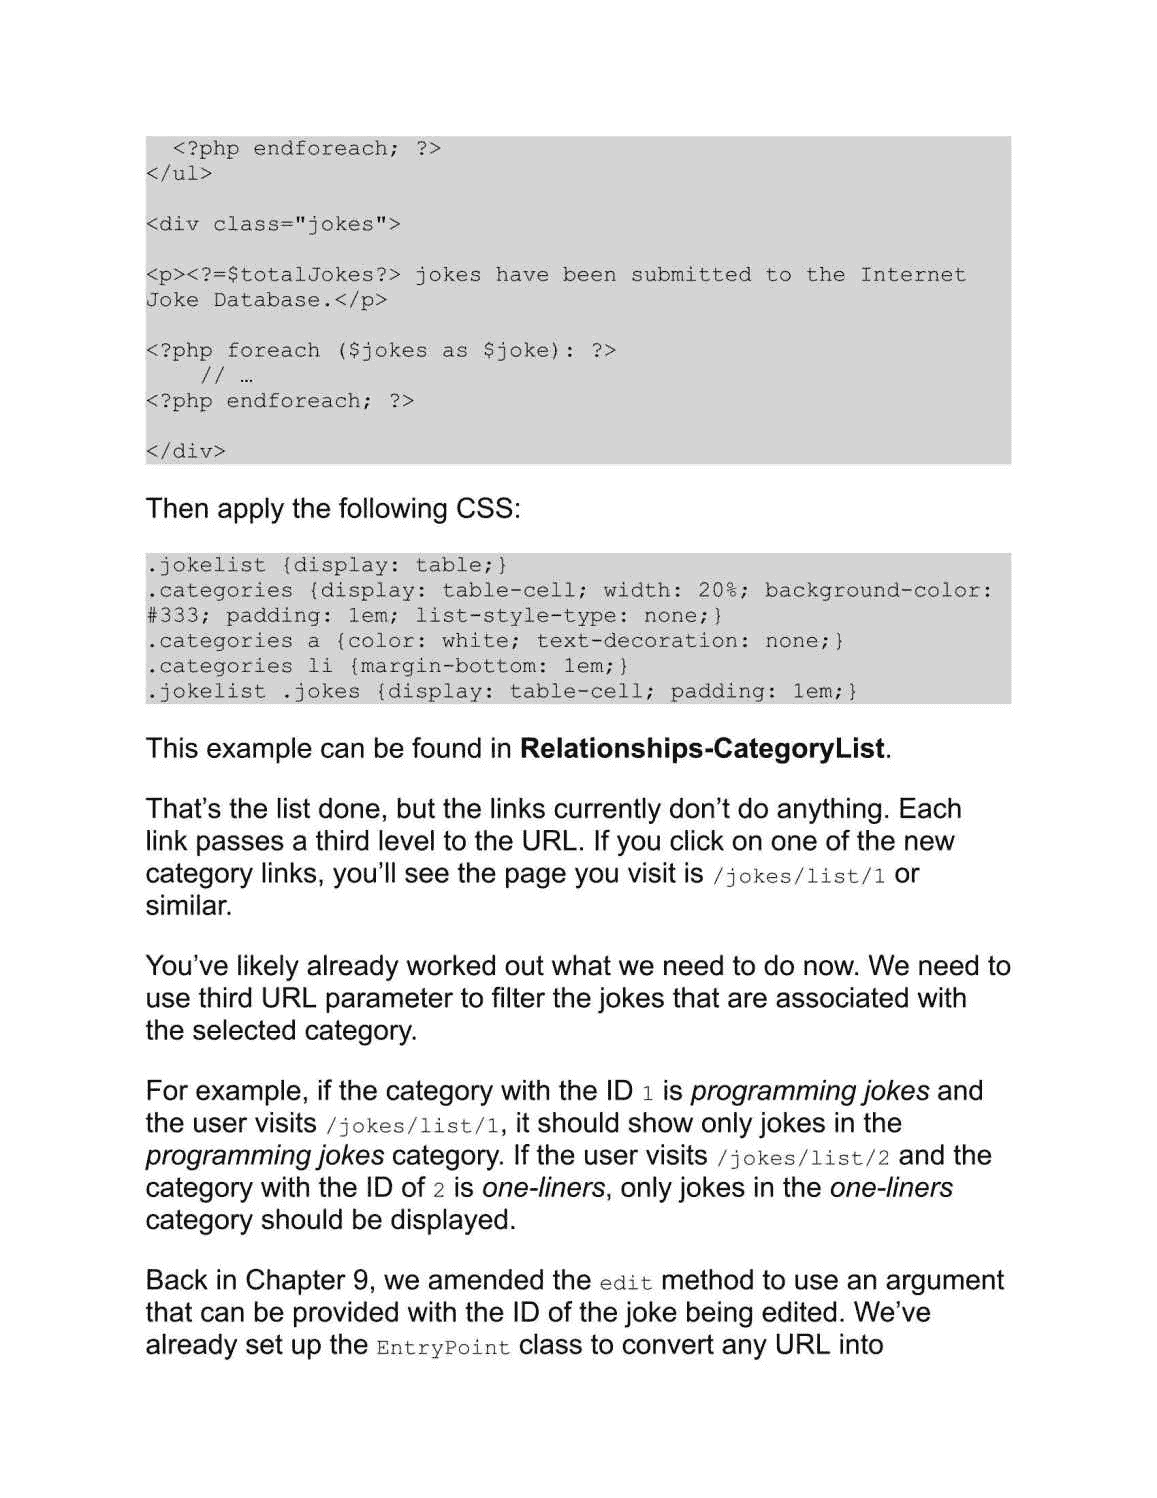 <?php endforeach; ?>
</ul>
<div class="jokes">
<p><?=$totalJokes?> jokes have been submitted to the Internet
Joke Database.</p>
<?php foreach ($jokes as $joke): ?>
// …
<?php endforeach; ?>
</div>
Then apply the following CSS:
.jokelist {display: table;}
.categories {display: table-cell; width: 20%; background-color:
#333; padding: 1em; list-style-type: none;}
.categories a {color: white; text-decoration: none;}
.categories li {margin-bottom: 1em;}
.jokelist .jokes {display: table-cell; padding: 1em;}
This example can be found in Relationships-CategoryList.
That’s the list done, but the links currently don’t do anything. Each
link passes a third level to the URL. If you click on one of the new
category links, you’ll see the page you visit is /jokes/list/1 or
similar.
You’ve likely already worked out what we need to do now. We need to
use third URL parameter to filter the jokes that are associated with
the selected category.
For example, if the category with the ID 1 is programming jokes and
the user visits /jokes/list/1, it should show only jokes in the
programming jokes category. If the user visits /jokes/list/2 and the
category with the ID of 2 is one-liners, only jokes in the one-liners
category should be displayed.
Back in Chapter 9, we amended the edit method to use an argument
that can be provided with the ID of the joke being edited. We’ve
already set up the EntryPoint class to convert any URL into